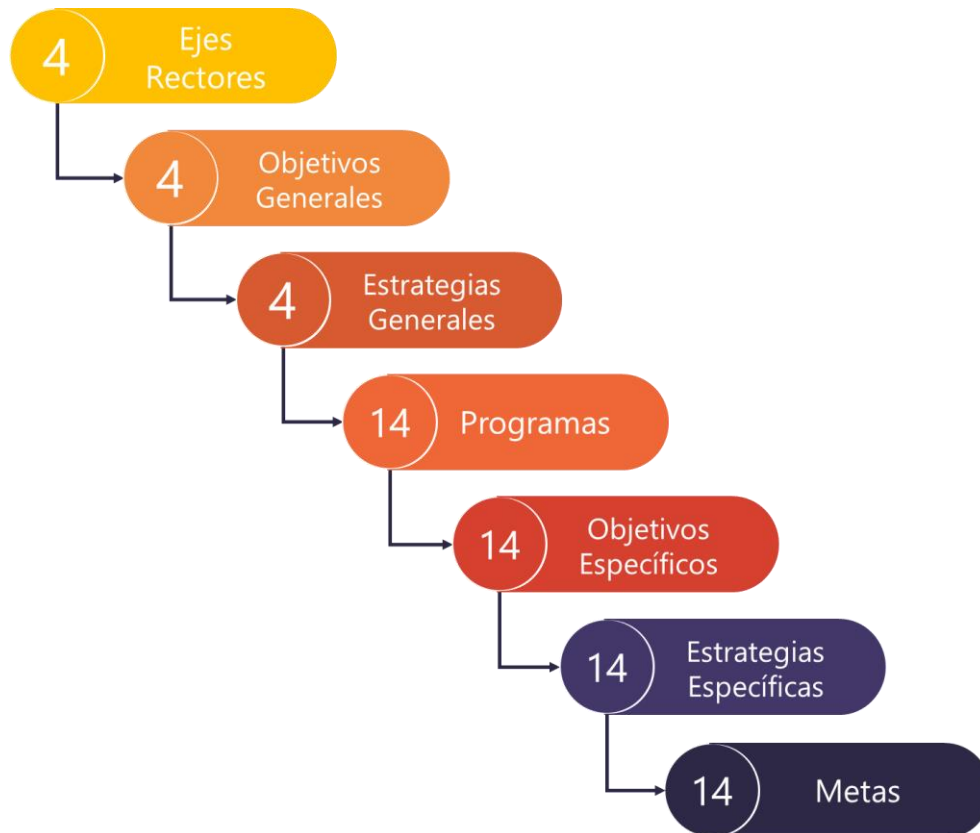 4
Ejes
Rectores
4
Objetivos
Generales
4
Estrategias
Generales
14
Programas
14
Objetivos
Específicos
14
Estrategias
Específicas
14
Metas